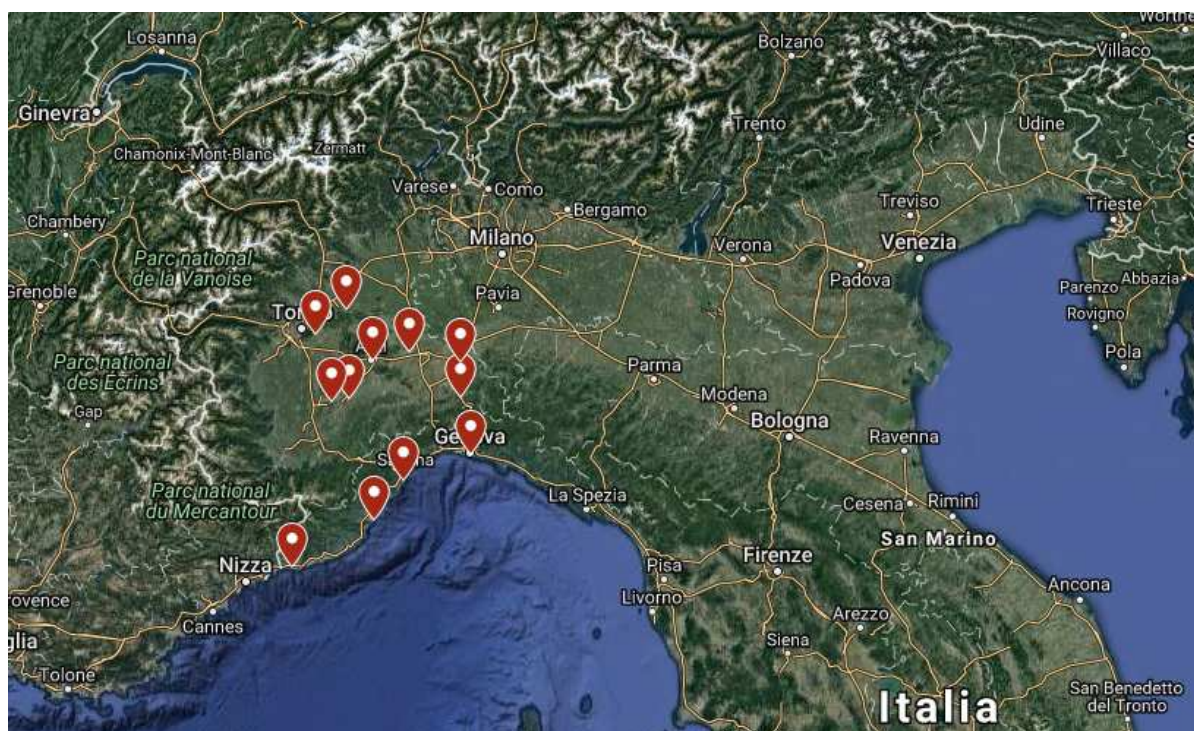 Losanna
Bolzano
Villaco
Ginevra
Trento
Udine
Chamonix-Mont-Blanc
Zermatt
Varese
Como
Chambéry
Bergamo
Treviso
Trieste
Milano
Verona
Venezia
Parc national
de la Vanoise
Padova
Abbazia
Grenoble
Pavia
Parenzo
Rovigno
Parc national
des Écrins
Parma
Pola
Modena
Gap
Bologna
Genova
Ravenna
Parc national
du Mercantour
La Spezia
Cesena
Rimini
San Marino
Nizza
Pisa
Firenze
Ancona
Livorno
Cannes
Arezzo
Siena
Tolone
Italia
San Benedetto
del Tronto